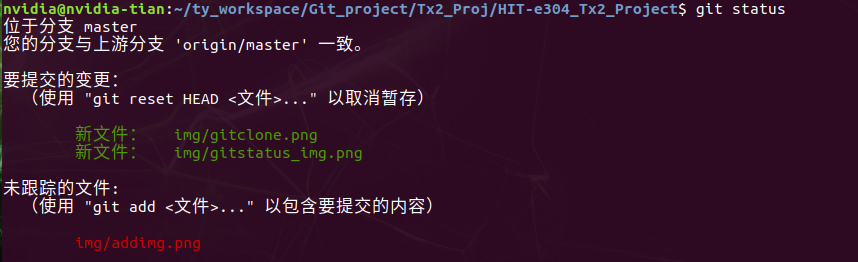 nvidia@nvidia-tian:~/ty_workspace/Git_project/Tx2_Proj/HIT-e304_Tx2_Project$ git status
位于分支 master
您的分支与上游分支 'origin/master' 一致。
要提交的变更：
（使用 "git reset HEAD <文件>..." 以取消暂存）
新文件：   img/gitclone.png
新文件：   img/gitstatus_img.png
未跟踪的文件:
（使用 "git add <文件>..." 以包含要提交的内容）
img/addimg.png